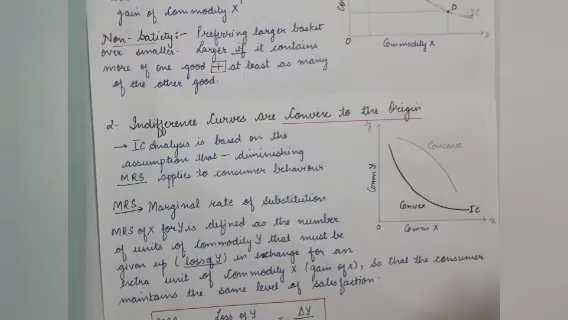 gain of Commodity X
Non-Satiety:- Preferring larger basket
over smaller. Larger if it contains
more of one good + at least as many
of the other good.
D
IC
O
Commodity X
2. Indifference Curves are Convex to the Origin
→ IC Analysis is based on the
assumption that - diminishing
MRS applies to consumer behaviour.
MRS → Marginal rate of Substitution
MRS of X for Y is defined as the number
of units of Commodity Y that must be
given up (loss of Y) in exchange for an
extra unit of Commodity X (gain of X), so that the consumer
maintains the same level of satisfaction.
Y
Concave
Comm Y
Convex
IC
O
Comm X
x
Loss of Y
=
ΔY